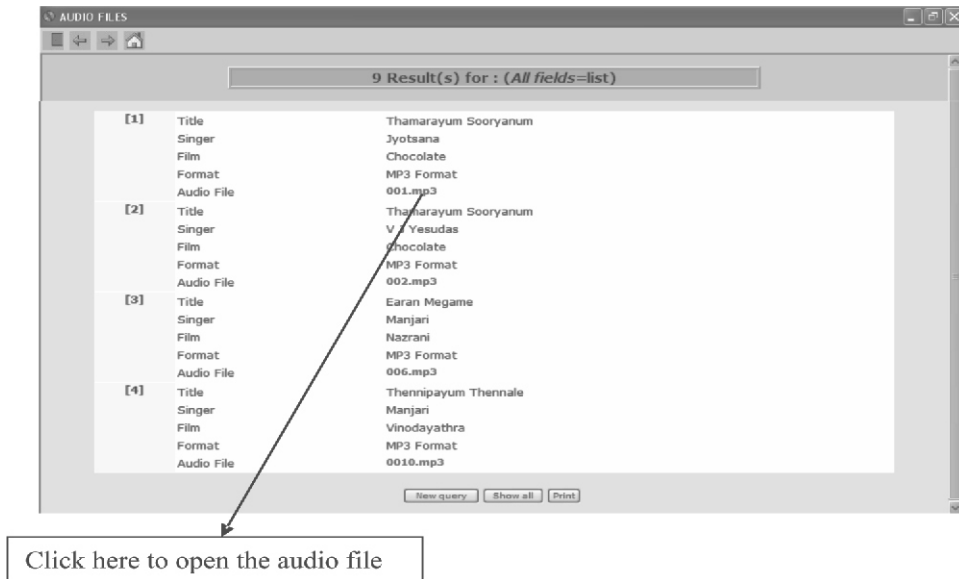 AUDIO FILES
9 Result(s) for : (All fields=list)
[1] Title Thamarayum Sooryanum
Singer Jyotsana
Film Chocolate
Format MP3 Format
Audio File 001.mp3
[2] Title Thamarayum Sooryanum
Singer V J Yesudas
Film Chocolate
Format MP3 Format
Audio File 002.mp3
[3] Title Earan Megame
Singer Manjari
Film Nazrani
Format MP3 Format
Audio File 006.mp3
[4] Title Thennipayum Thennale
Singer Manjari
Film Vinodayathra
Format MP3 Format
Audio File 0010.mp3
New query Show all Print
Click here to open the audio file